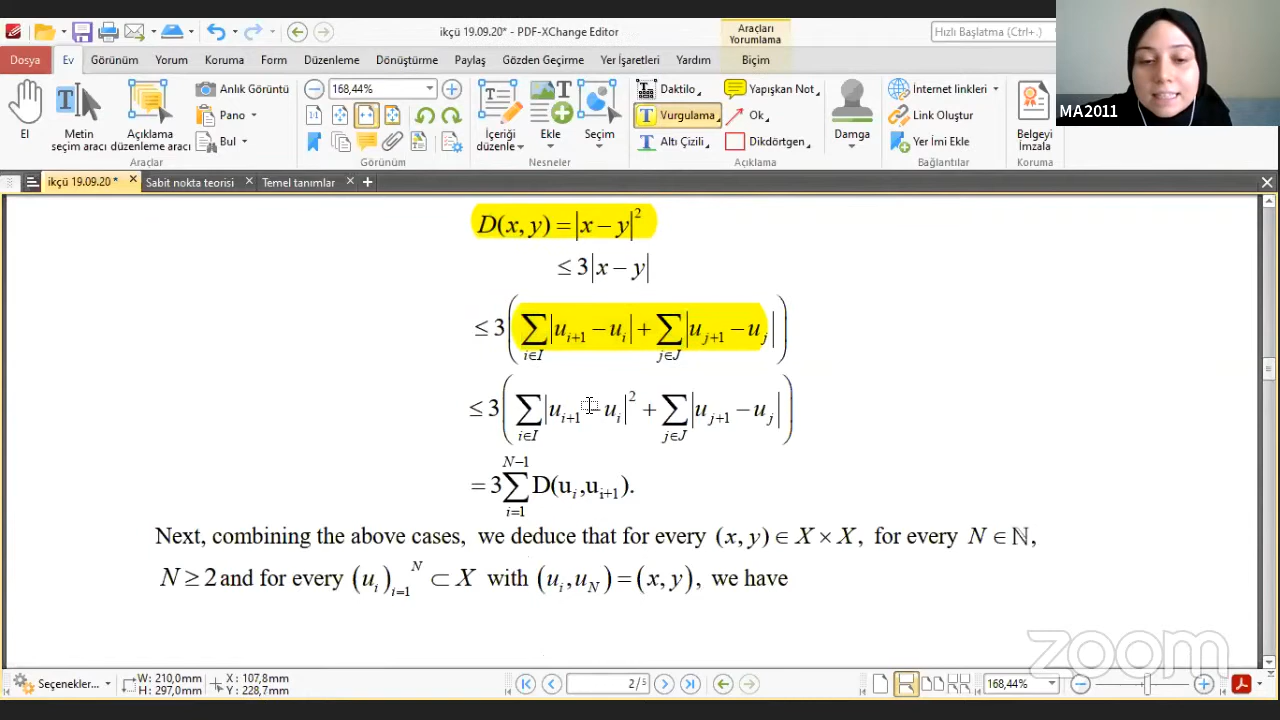 ikçü 19.09.20* - PDF-XChange Editor
Araçları Yorumlama
Hızlı Başlatma (Ctrl+.)
MA2011
Dosya Ev Görünüm Yorum Koruma Form Düzenleme Dönüştürme Paylaş Gözden Geçirme Yer İşaretleri Yardım Biçim
El
Metin seçim aracı
Açıklama düzenleme aracı
Anlık Görüntü
Pano
Bul
Araçlar
168,44%
Görünüm
İçeriği düzenle
Ekle
Seçim
Nesneler
Daktilo
Vurgulama
Altı Çizili
Yapışkan Not
Ok
Dikdörtgen
Damga
Açıklama
İnternet linkleri
Link Oluştur
Yer İmi Ekle
Bağlantılar
Belgeyi İmzala
Koruma
ikçü 19.09.20 * Sabit nokta teorisi Temel tanımlar
D(x, y) = |x − y|²
≤ 3|x − y|
≤ 3(∑_{i∈I} |u_{i+1} − u_i| + ∑_{j∈J} |u_{j+1} − u_j|)
≤ 3(∑_{i∈I} |u_{i+1} − u_i|² + ∑_{j∈J} |u_{j+1} − u_j|)
= 3∑_{i=1}^{N−1} D(u_i,u_{i+1}).
Next, combining the above cases, we deduce that for every (x, y) ∈ X × X, for every N ∈ ℕ,
N ≥ 2 and for every (u_i)_{i=1}^{N} ⊂ X with (u_i, u_N) = (x, y), we have
zoom
Seçenekler...
W: 210,0mm
H: 297,0mm
X: 107,8mm
Y: 228,7mm
2/5
168,44%